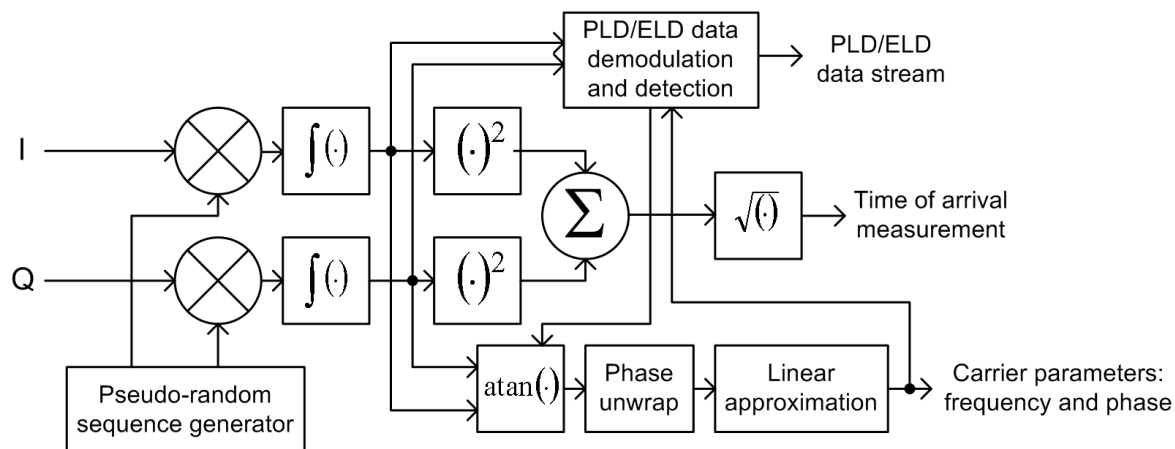 PLD/ELD data
demodulation
and detection
PLD/ELD
data stream
I
∫(·)
(·)²
Σ
√(·)
Time of arrival
measurement
Q
∫(·)
(·)²
Pseudo-random
sequence generator
atan(·)
Phase
unwrap
Linear
approximation
Carrier parameters:
frequency and phase